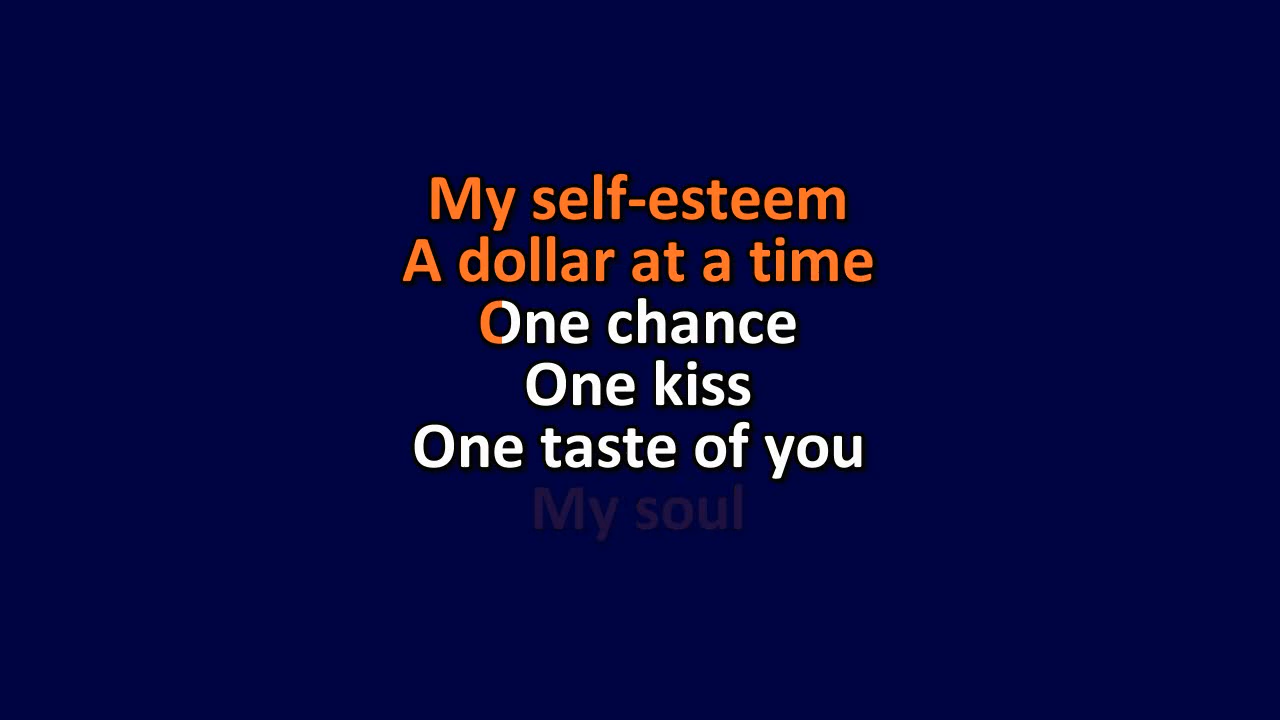 My self-esteem
A dollar at a time
One chance
One kiss
One taste of you
My soul